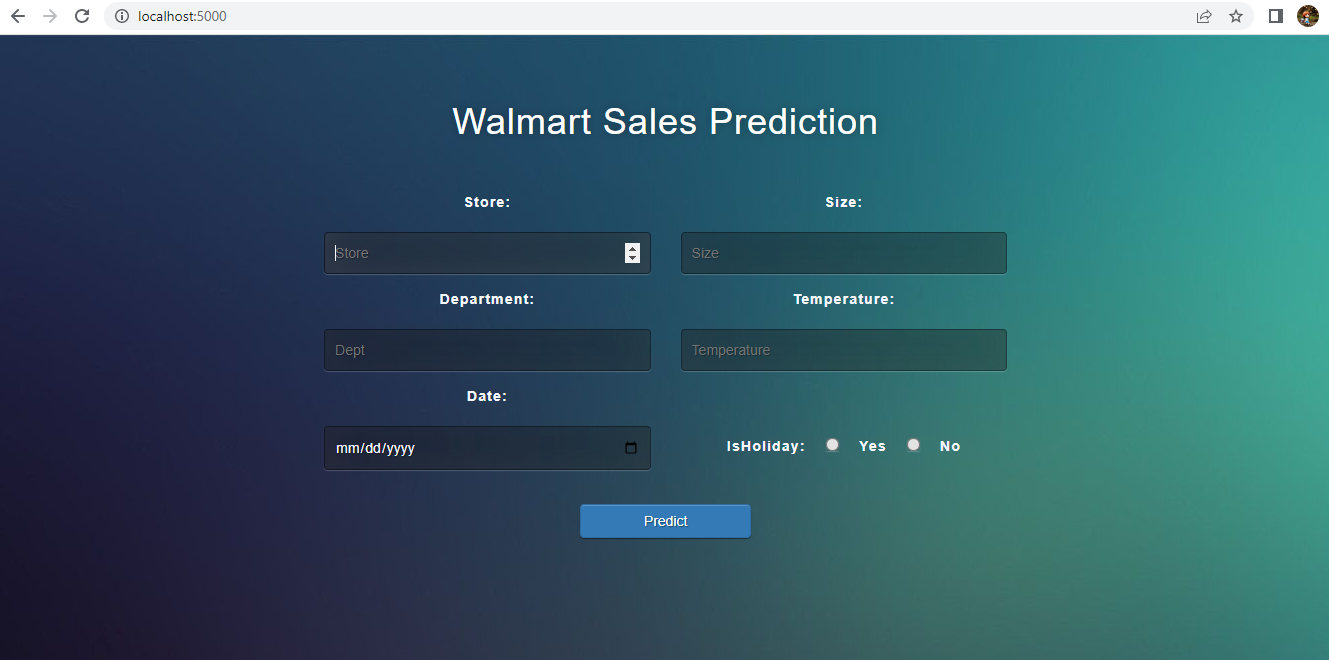 localhost:5000
Walmart Sales Prediction
Store: Size:
Store Size
Department: Temperature:
Dept Temperature
Date:
mm/dd/yyyy IsHoliday: Yes No
Predict